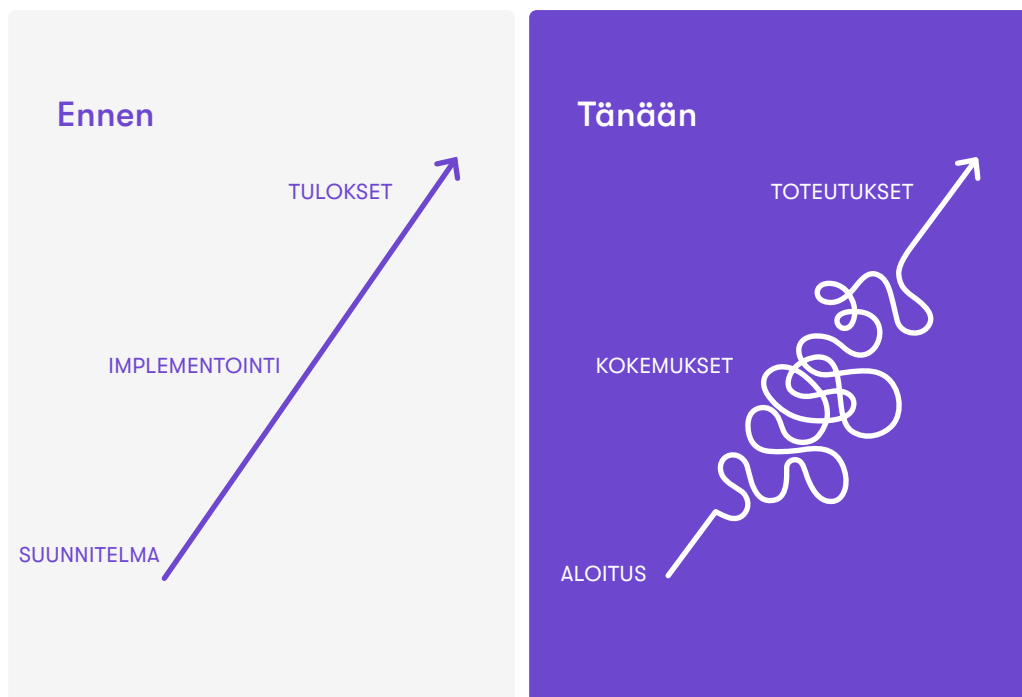 Ennen
TULOKSET
IMPLEMENTOINTI
SUUNNITELMA
Tänään
TOTEUTUKSET
KOKEMUKSET
ALOITUS